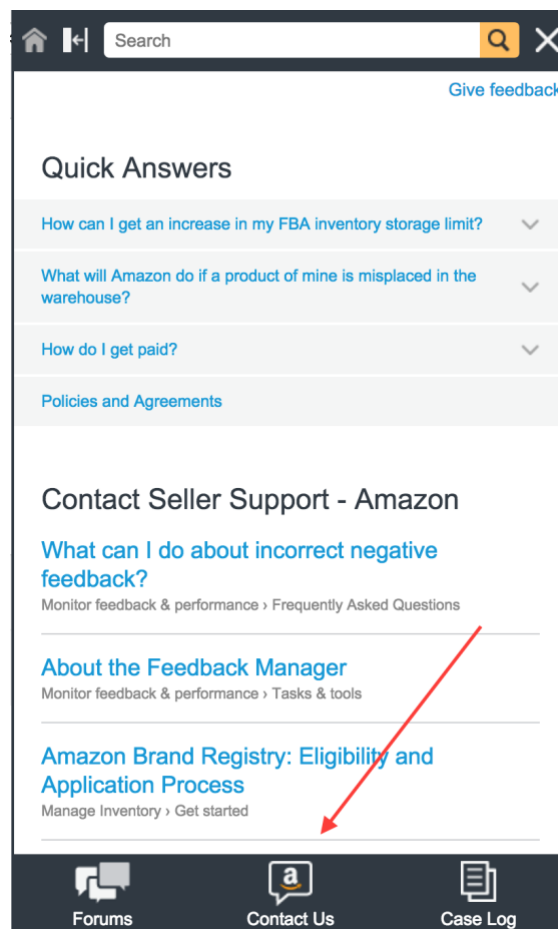 Search
Give feedback
Quick Answers
How can I get an increase in my FBA inventory storage limit?
What will Amazon do if a product of mine is misplaced in the
warehouse?
How do I get paid?
Policies and Agreements
Contact Seller Support - Amazon
What can I do about incorrect negative
feedback?
Monitor feedback & performance › Frequently Asked Questions
About the Feedback Manager
Monitor feedback & performance › Tasks & tools
Amazon Brand Registry: Eligibility and
Application Process
Manage Inventory › Get started
a
Forums Contact Us Case Log